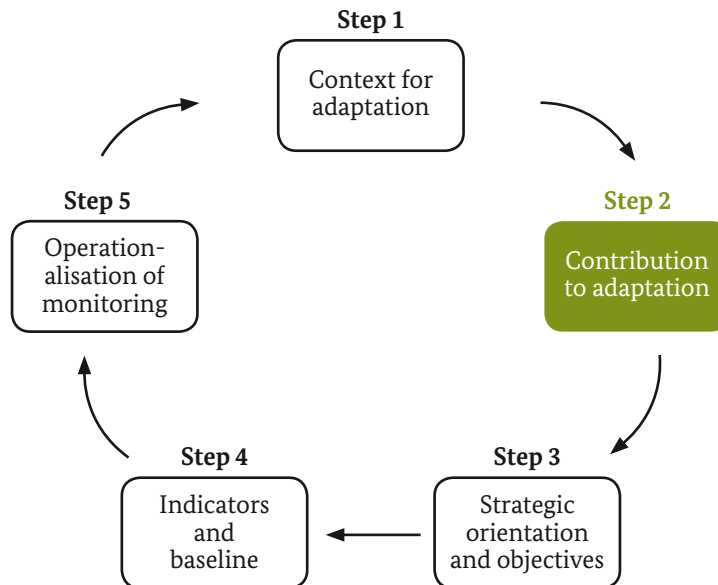 Step 1
Context for
adaptation
Step 2
Contribution
to adaptation
Step 3
Strategic
orientation
and objectives
Step 4
Indicators
and
baseline
Step 5
Operation-
alisation of
monitoring